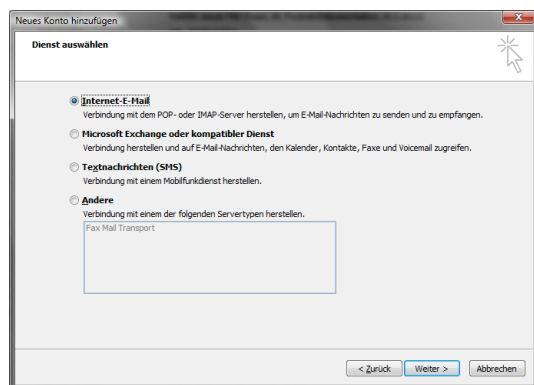 Neues Konto hinzufügen
Dienst auswählen
Internet-E-Mail
Verbindung mit dem POP- oder IMAP-Server herstellen, um E-Mail-Nachrichten zu senden und zu empfangen.
Microsoft Exchange oder kompatibler Dienst
Verbindung herstellen und auf E-Mail-Nachrichten, den Kalender, Kontakte, Faxe und Voicemail zugreifen.
Textnachrichten (SMS)
Verbindung mit einem Mobilfunkdienst herstellen.
Andere
Verbindung mit einem der folgenden Servertypen herstellen.
Fax Mail Transport
< Zurück Weiter > Abbrechen